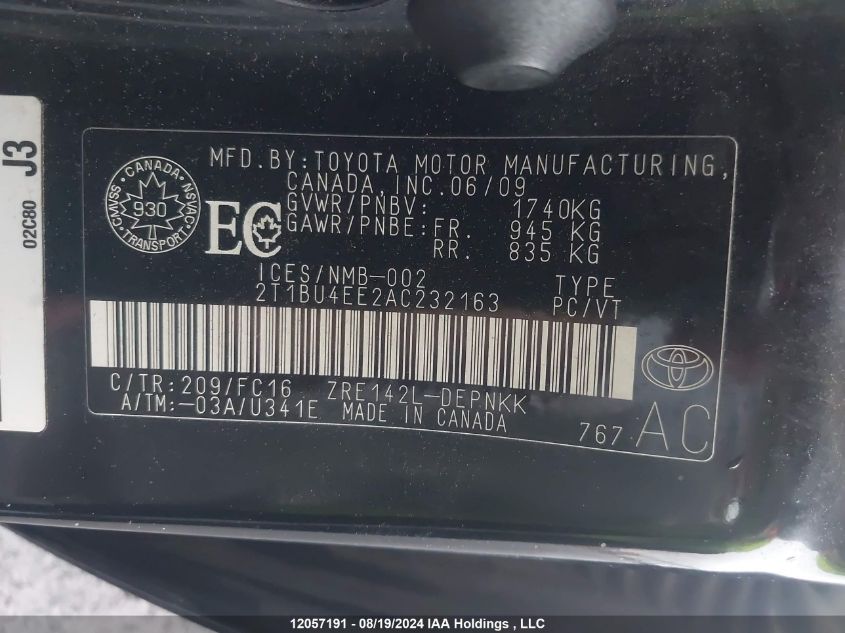 J3
02C80
MFD.BY:TOYOTA MOTOR MANUFACTURING,
CANADA,INC.06/09
GVWR/PNBV: 1740KG
GAWR/PNBE:FR. 945 KG
RR. 835 KG
CANADA
CMVSS
NSVAC
930
TRANSPORT
EC
ICES/NMB-002 TYPE
2T1BU4EE2AC232163 PC/VT
C/TR:209/FC16 ZRE142L-DEPNKK
A/TM:-03A/U341E MADE IN CANADA
767 AC
12057191 - 08/19/2024 IAA Holdings , LLC